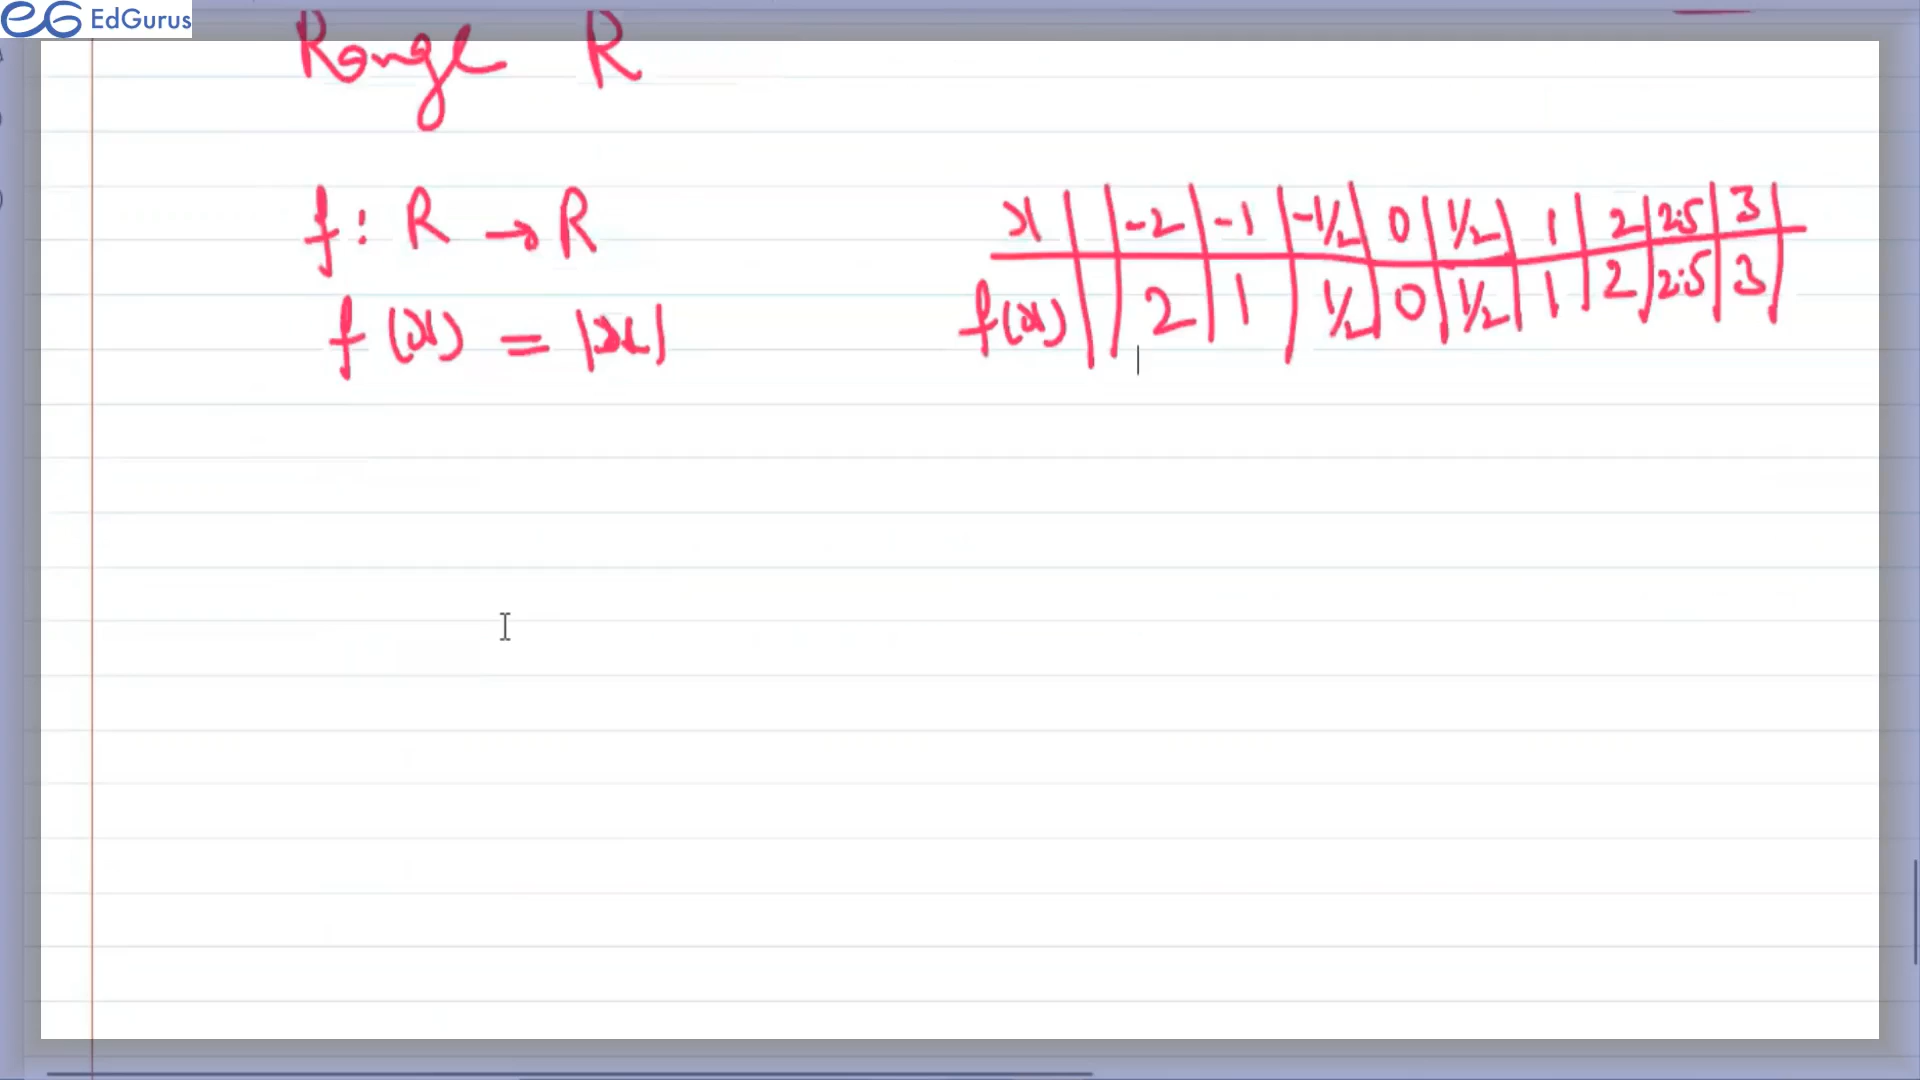 EdGurus
Range R
f : R → R
f(x) = |x|
x | | -2 | -1 | -1/2 | 0 | 1/2 | 1 | 2 | 2.5 | 3 |
f(x) | | 2 | 1 | 1/2 | 0 | 1/2 | 1 | 2 | 2.5 | 3 |